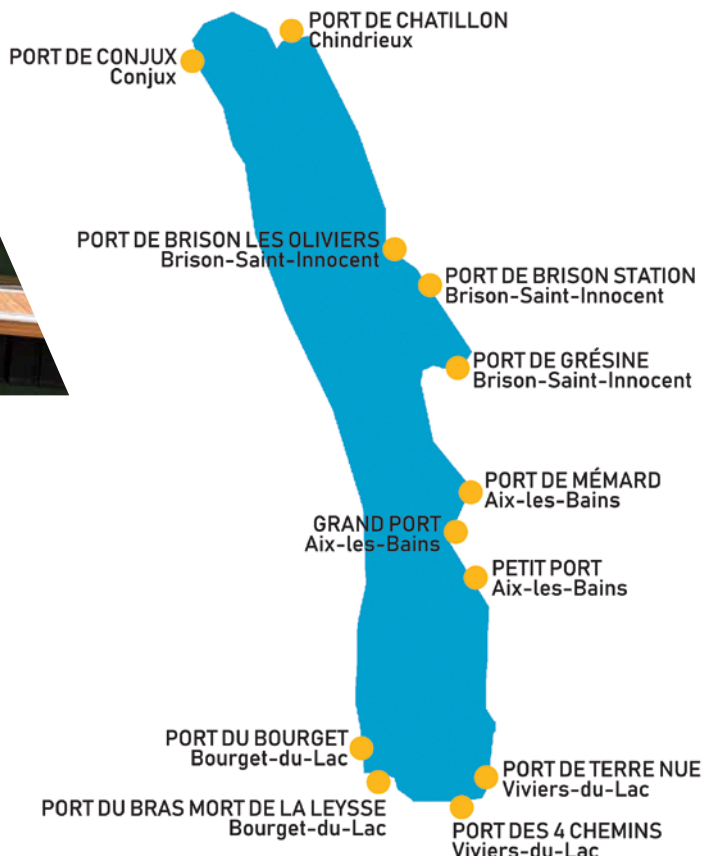 PORT DE CHATILLON
Chindrieux
PORT DE CONJUX
Conjux
PORT DE BRISON LES OLIVIERS
Brison-Saint-Innocent
PORT DE BRISON STATION
Brison-Saint-Innocent
PORT DE GRÉSINE
Brison-Saint-Innocent
PORT DE MÉMARD
Aix-les-Bains
GRAND PORT
Aix-les-Bains
PETIT PORT
Aix-les-Bains
PORT DU BOURGET
Bourget-du-Lac
PORT DE TERRE NUE
Viviers-du-Lac
PORT DU BRAS MORT DE LA LEYSSE
Bourget-du-Lac
PORT DES 4 CHEMINS
Viviers-du-Lac